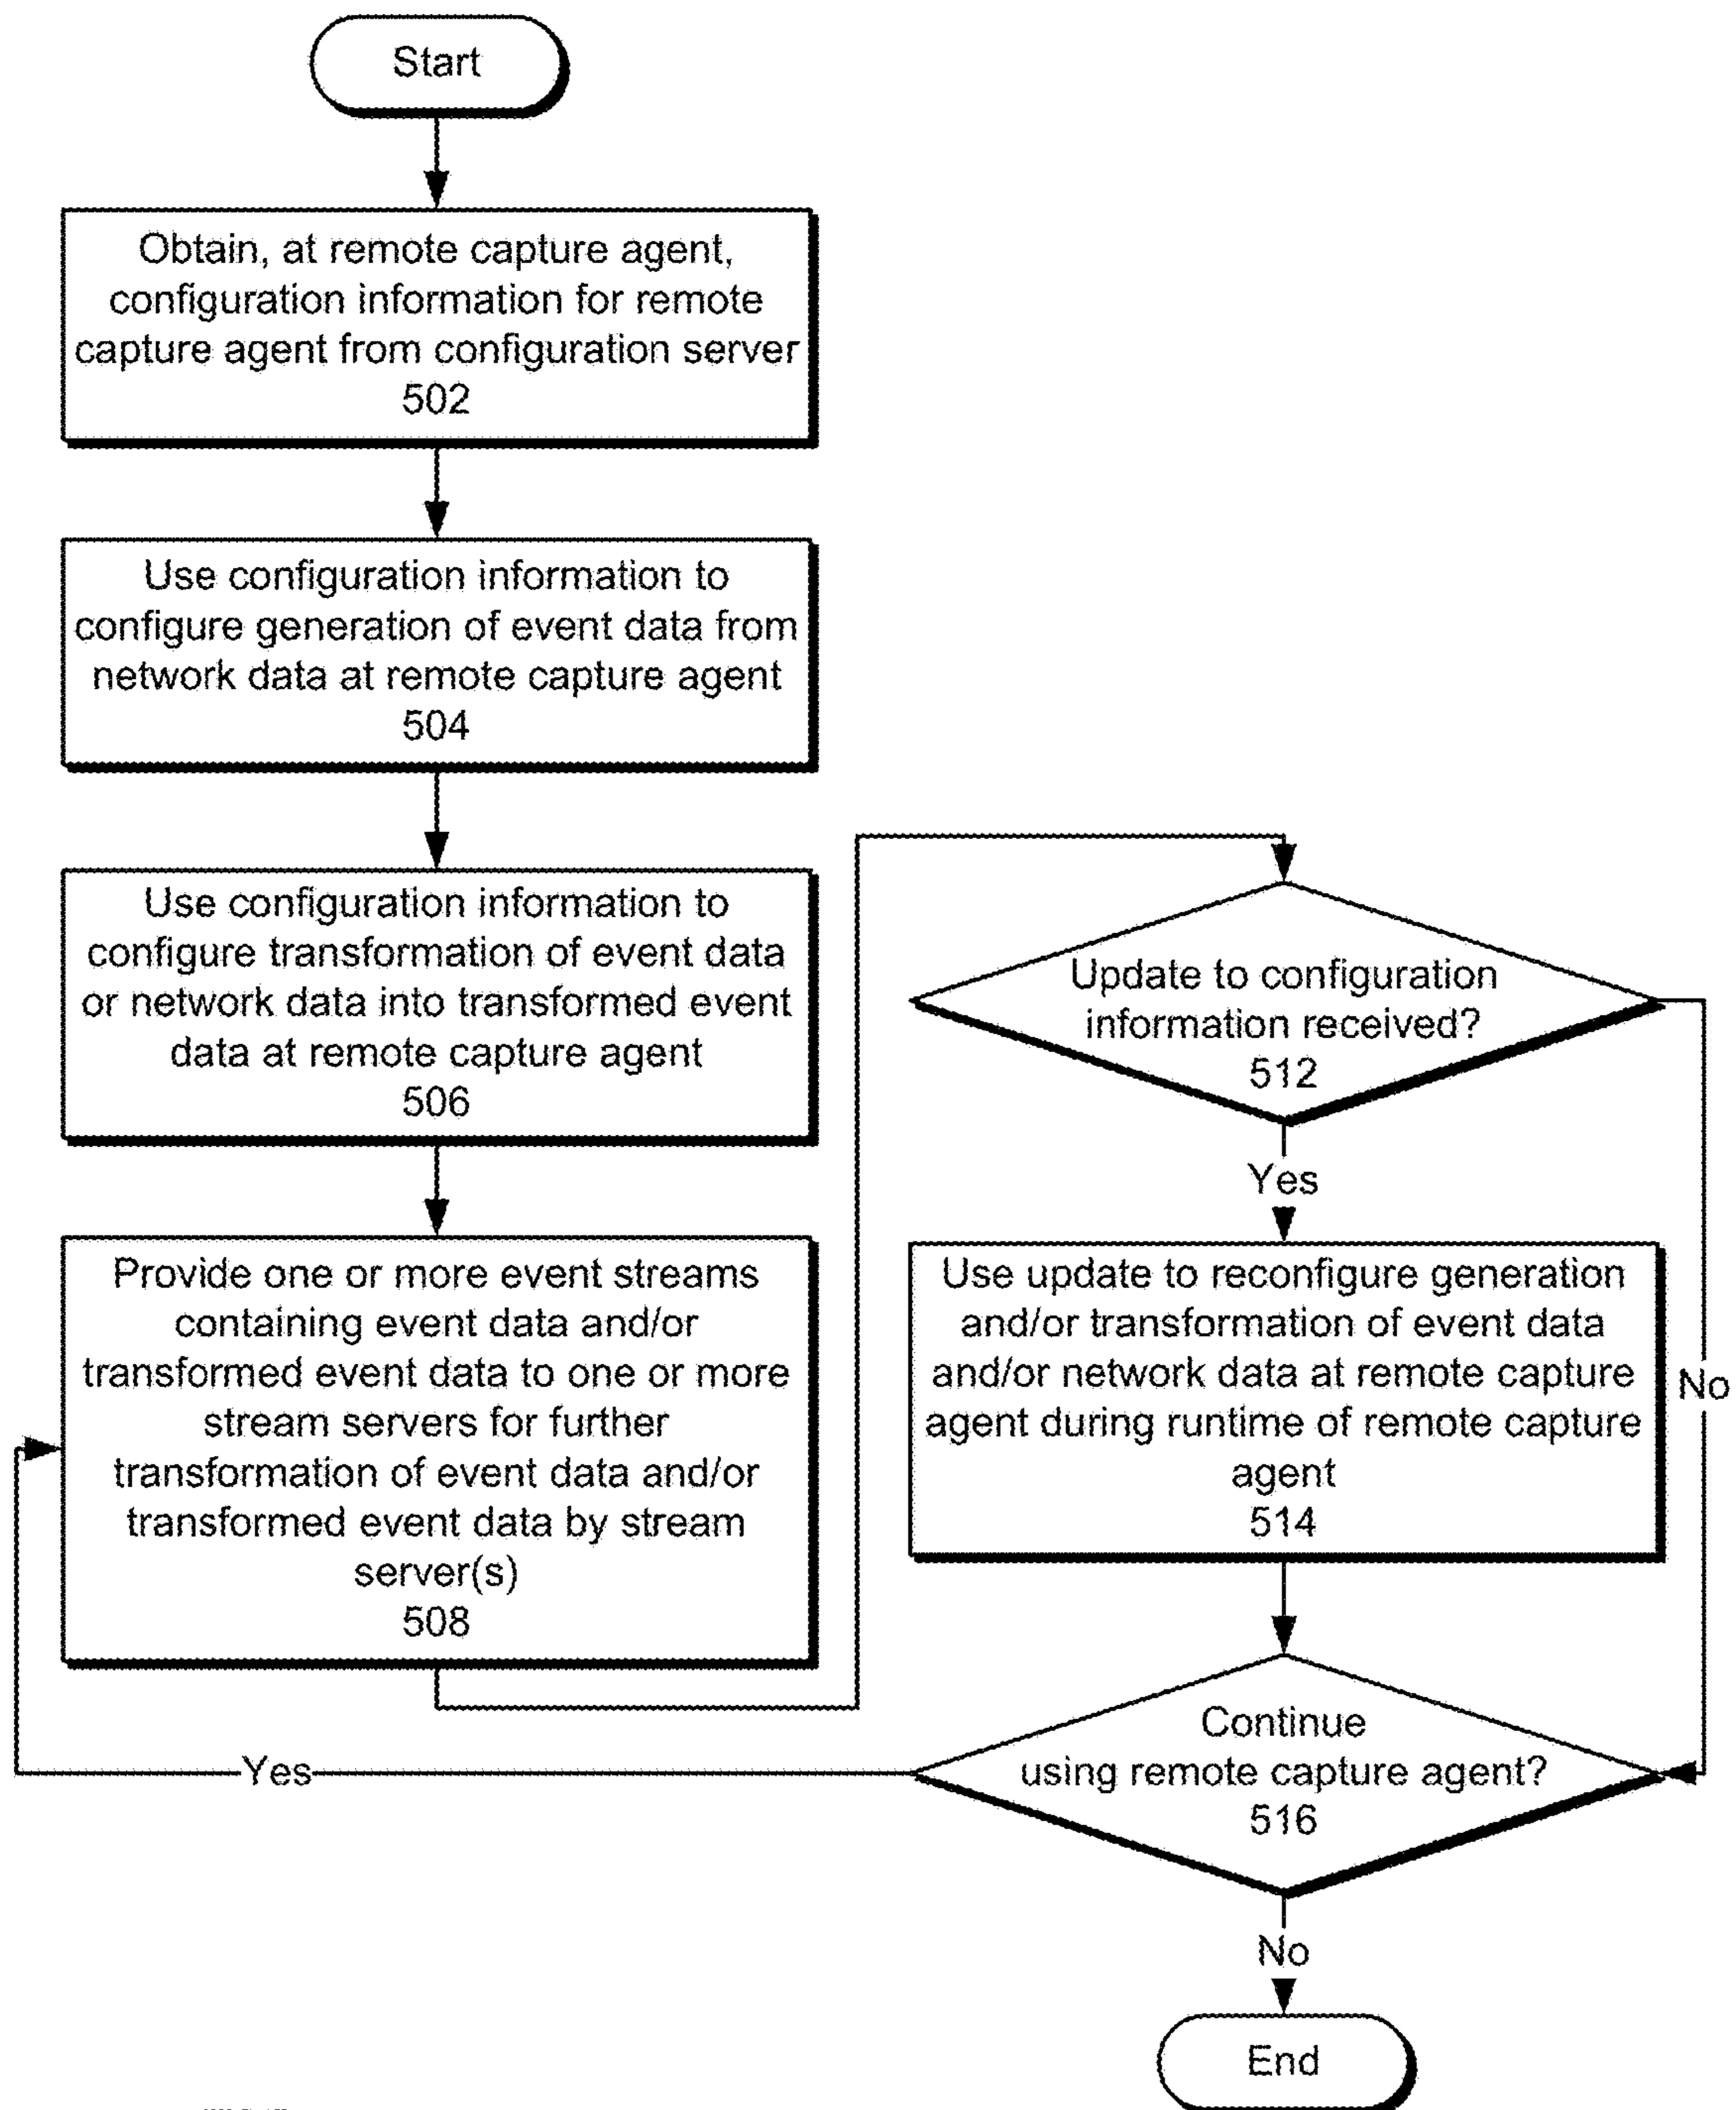 Start
Obtain, at remote capture agent,
configuration information for remote
capture agent from configuration server
502
Use configuration information to
configure generation of event data from
network data at remote capture agent
504
Use configuration information to
configure transformation of event data
or network data into transformed event
data at remote capture agent
506
Provide one or more event streams
containing event data and/or
transformed event data to one or more
stream servers for further
transformation of event data and/or
transformed event data by stream
server(s)
508
Update to configuration
information received?
512
Yes
Use update to reconfigure generation
and/or transformation of event data
and/or network data at remote capture
agent during runtime of remote capture
agent
514
No
Continue
using remote capture agent?
516
Yes
No
End